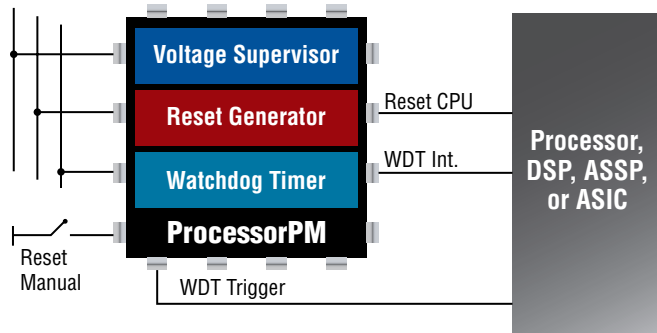 Voltage Supervisor
Reset Generator
Watchdog Timer
ProcessorPM
Reset CPU
WDT Int.
Processor,
DSP, ASSP,
or ASIC
Reset
Manual
WDT Trigger